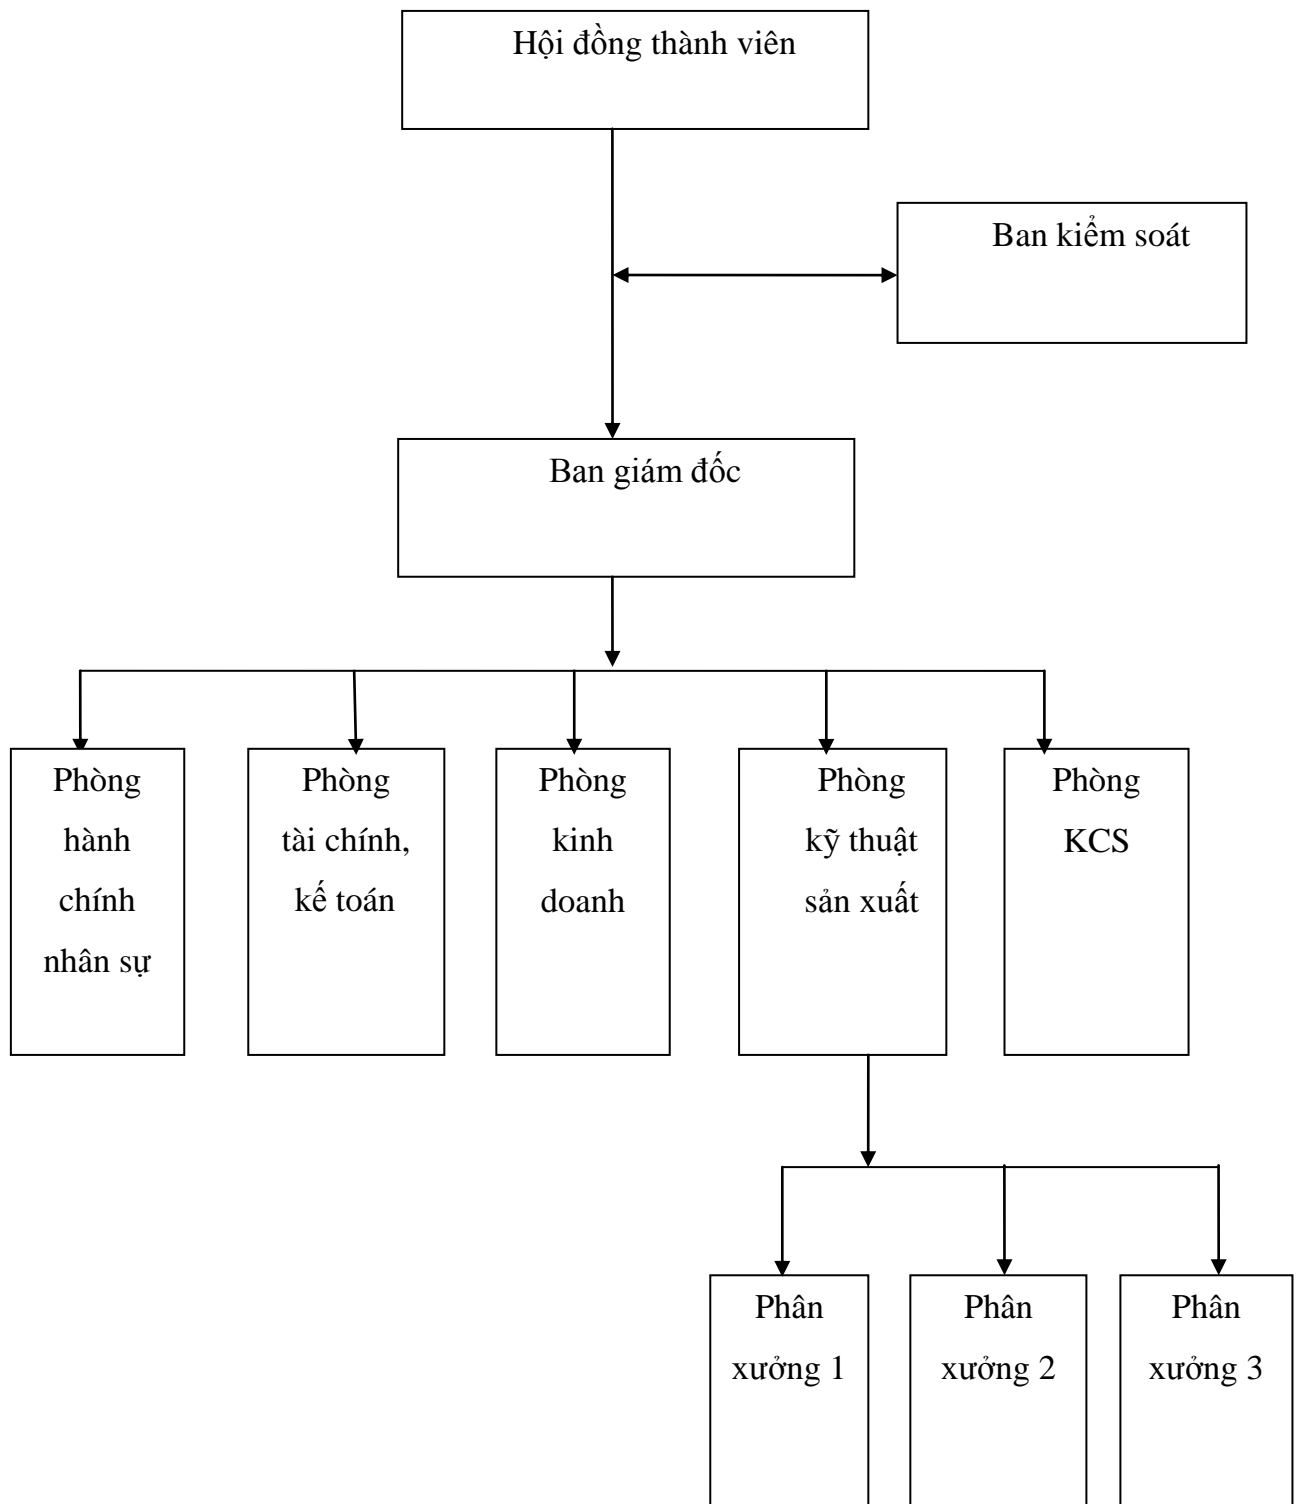 Hội đồng thành viên
Ban kiểm soát
Ban giám đốc
Phòng
hành
chính
nhân sự
Phòng
tài chính,
kế toán
Phòng
kinh
doanh
Phòng
kỹ thuật
sản xuất
Phòng
KCS
Phân
xưởng 1
Phân
xưởng 2
Phân
xưởng 3